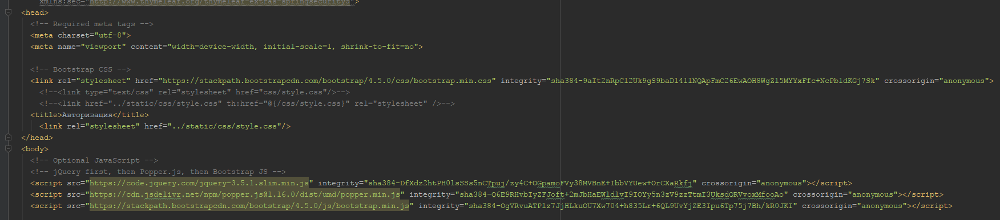 xmlns:sec="http://www.thymeleaf.org/thymeleaf-extras-springsecurity5">
<head>
<!-- Required meta tags -->
<meta charset="utf-8">
<meta name="viewport" content="width=device-width, initial-scale=1, shrink-to-fit=no">
<!-- Bootstrap CSS -->
<link rel="stylesheet" href="https://stackpath.bootstrapcdn.com/bootstrap/4.5.0/css/bootstrap.min.css" integrity="sha384-9aIt2nRpC12Uk9gS9baDl411NQApFmC26EwAOH8WgZl5MYYxFfc+NcPb1dKGj7Sk" crossorigin="anonymous">
<!--<link type="text/css" rel="stylesheet" href="css/style.css"/>-->
<!--<link href="../static/css/style.css" th:href="@{/css/style.css}" rel="stylesheet" />-->
<title>Авторизация</title>
<link rel="stylesheet" href="../static/css/style.css"/>
</head>
<body>
<!-- Optional JavaScript -->
<!-- jQuery first, then Popper.js, then Bootstrap JS -->
<script src="https://code.jquery.com/jquery-3.5.1.slim.min.js" integrity="sha384-DfXdz2htPH0lsSSs5nCTpuj/zy4C+OGpamoFVy38MVBnE+IbbVYUew+OrCXaRkfj" crossorigin="anonymous"></script>
<script src="https://cdn.jsdelivr.net/npm/popper.js@1.16.0/dist/umd/popper.min.js" integrity="sha384-Q6E9RHvbIyZFJoft+2mJbHaEWldlvI9IOYy5n3zV9zzTtmI3UksdQRVvoxMfooAo" crossorigin="anonymous"></script>
<script src="https://stackpath.bootstrapcdn.com/bootstrap/4.5.0/js/bootstrap.min.js" integrity="sha384-OgVRvuATP1z7JjHLkuOU7Xw704+h835Lr+6QL9UvYjZE3Ipu6Tp75j7Bh/kR0JKI" crossorigin="anonymous"></script>